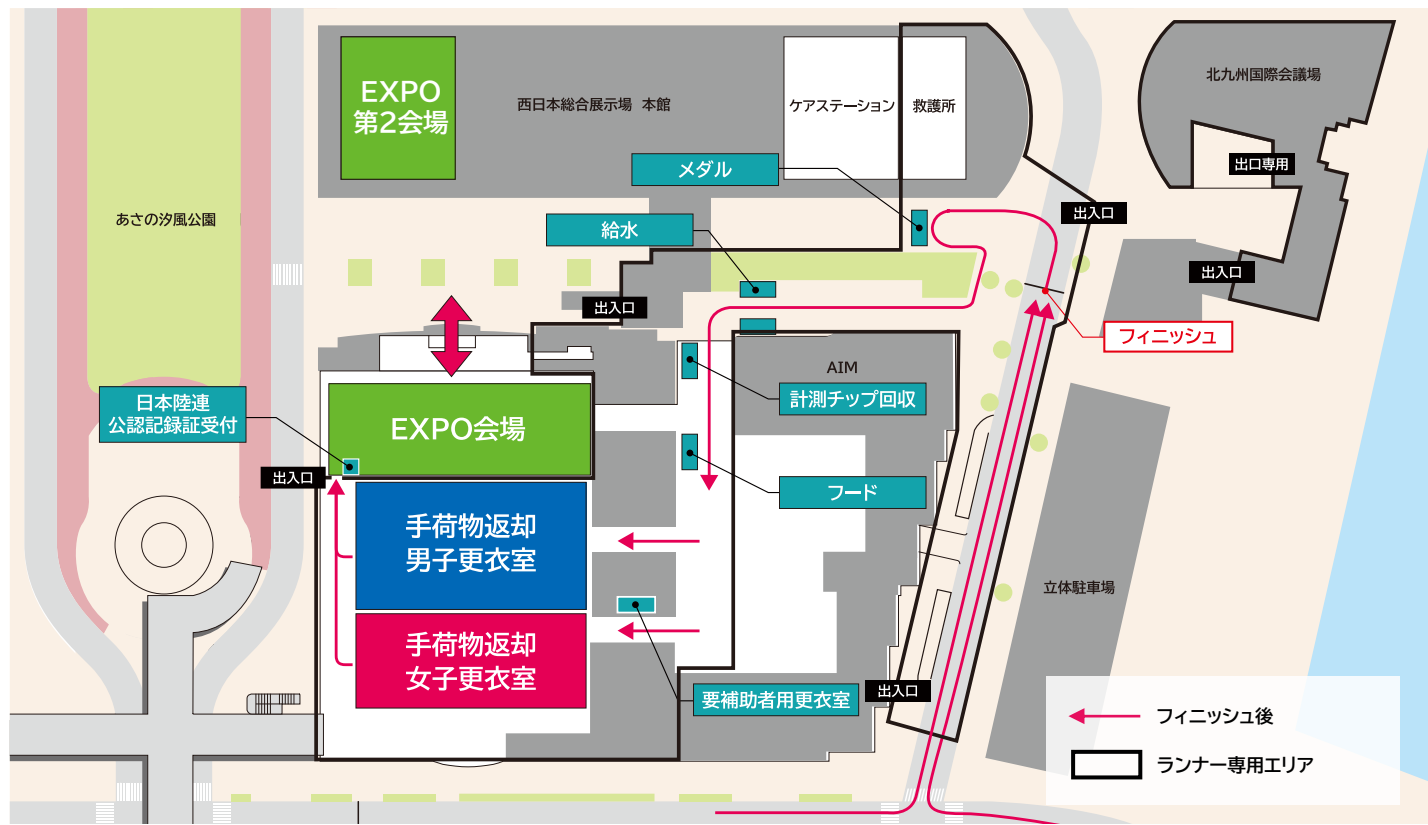 EXPO
第2会場
西日本総合展示場 本館
ケアステーション
救護所
北九州国際会議場
出口専用
メダル
あさの汐風公園
給水
出入口
出入口
出入口
フィニッシュ
AIM
計測チップ回収
日本陸連
公認記録証受付
EXPO会場
出入口
フード
手荷物返却
男子更衣室
立体駐車場
手荷物返却
女子更衣室
要補助者用更衣室
出入口
フィニッシュ後
ランナー専用エリア